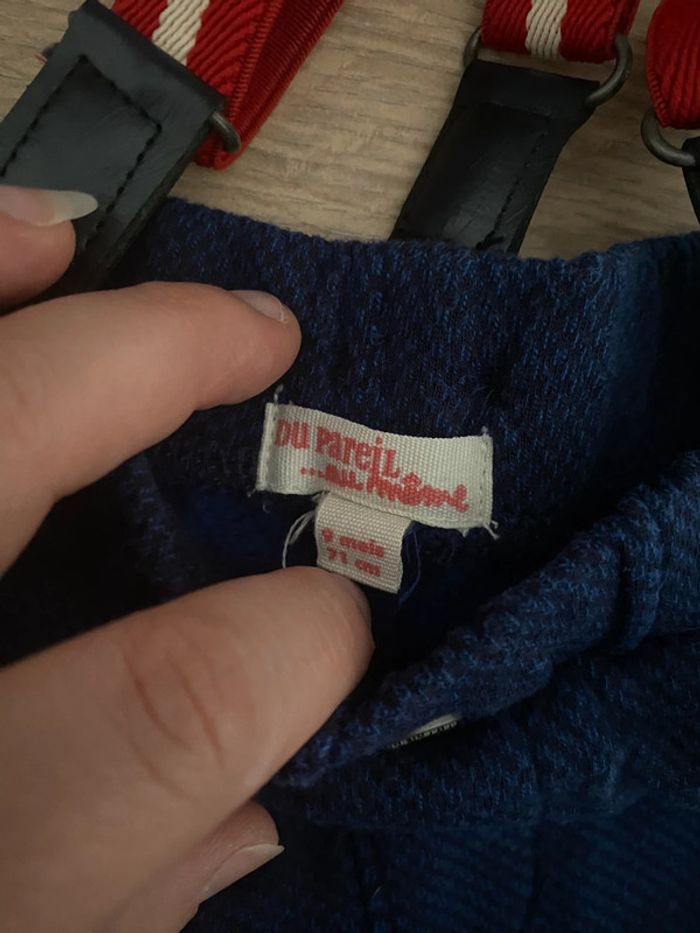 DU PAREIL
...au même
9 mois
71 cm